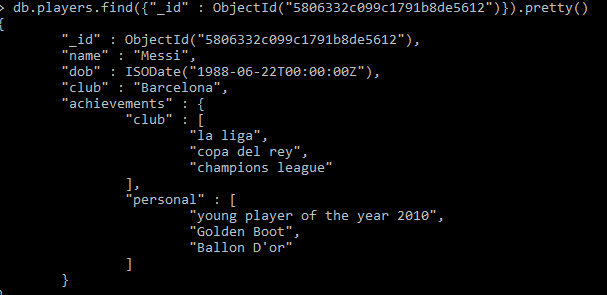 > db.players.find({"_id" : ObjectId("5806332c099c1791b8de5612")}).pretty()
{
        "_id" : ObjectId("5806332c099c1791b8de5612"),
        "name" : "Messi",
        "dob" : ISODate("1988-06-22T00:00:00Z"),
        "club" : "Barcelona",
        "achievements" : {
                "club" : [
                        "la liga",
                        "copa del rey",
                        "champions league"
                ],
                "personal" : [
                        "young player of the year 2010",
                        "Golden Boot",
                        "Ballon D'or"
                ]
        }